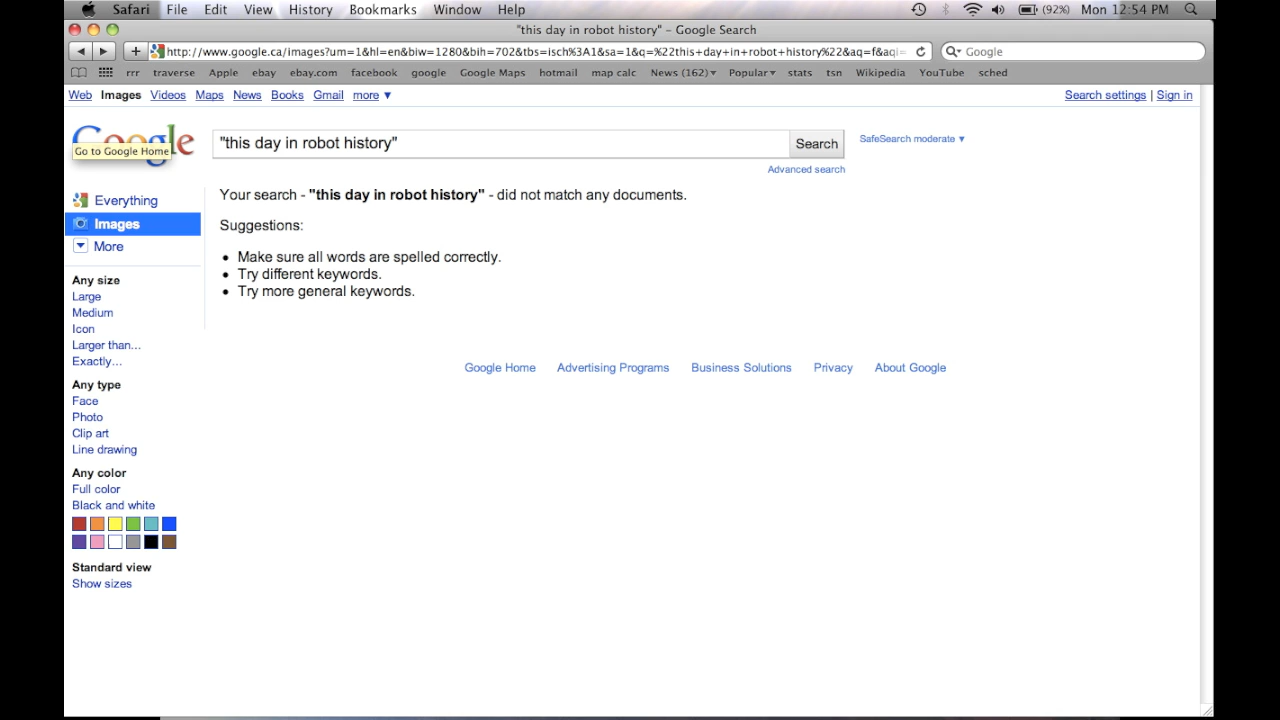 Safari File Edit View History Bookmarks Window Help (92%) Mon 12:54 PM
"this day in robot history" - Google Search
http://www.google.ca/images?um=1&hl=en&biw=1280&bih=702&tbs=isch%3A1&sa=1&q=%22this+day+in+robot+history%22&aq=f&aqi= Google
rrr traverse Apple ebay ebay.com facebook google Google Maps hotmail map calc News (162)▾ Popular▾ stats tsn Wikipedia YouTube sched
Web Images Videos Maps News Books Gmail more ▼ Search settings | Sign in
Google "this day in robot history" Search SafeSearch moderate ▼
Go to Google Home
Advanced search
Everything
Images
More
Your search - "this day in robot history" - did not match any documents.
Suggestions:
• Make sure all words are spelled correctly.
• Try different keywords.
• Try more general keywords.
Any size
Large
Medium
Icon
Larger than...
Exactly...
Any type
Face
Photo
Clip art
Line drawing
Any color
Full color
Black and white
Standard view
Show sizes
Google Home Advertising Programs Business Solutions Privacy About Google